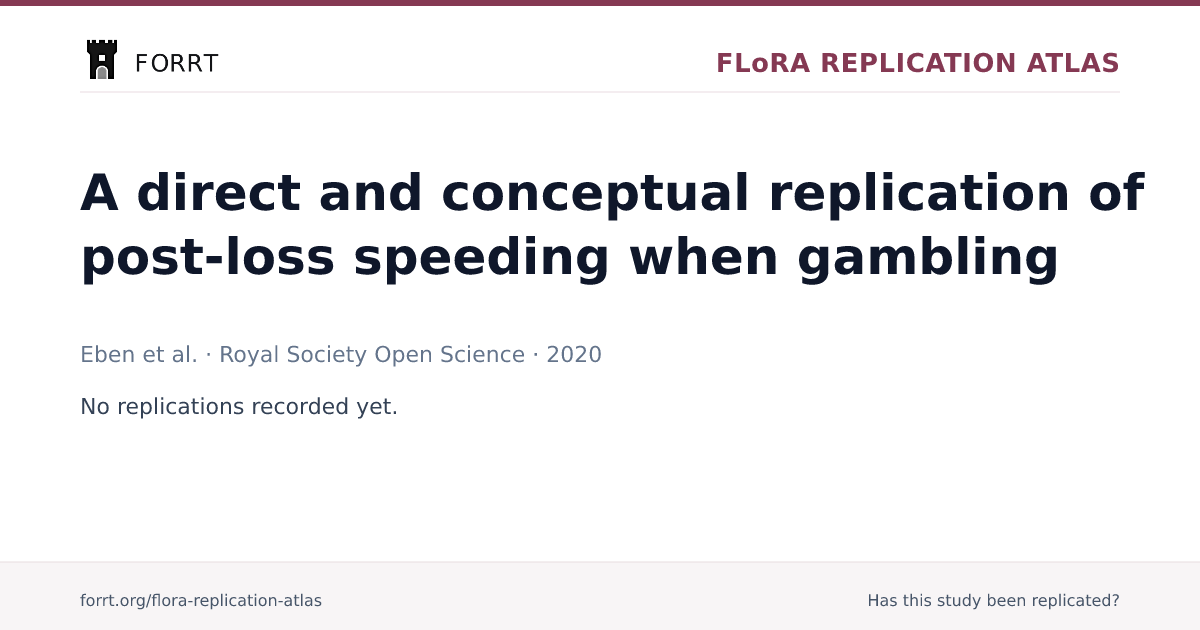 FORRT
FLoRA REPLICATION ATLAS
A direct and conceptual replication of
post-loss speeding when gambling
Eben et al. · Royal Society Open Science · 2020
No replications recorded yet.
forrt.org/flora-replication-atlas
Has this study been replicated?